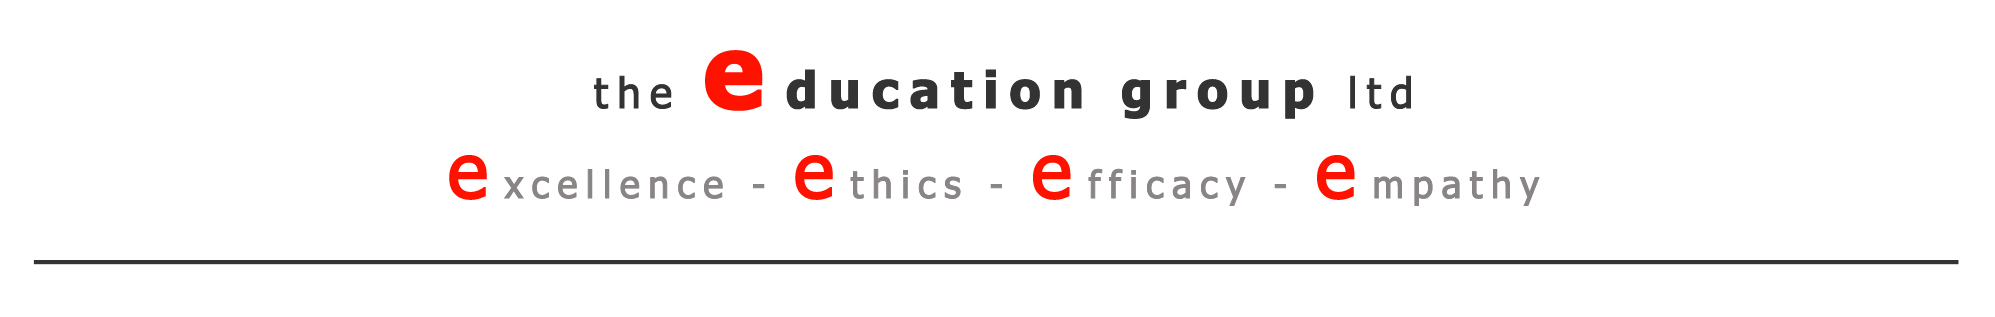 the education group ltd
excellence - ethics - efficacy - empathy